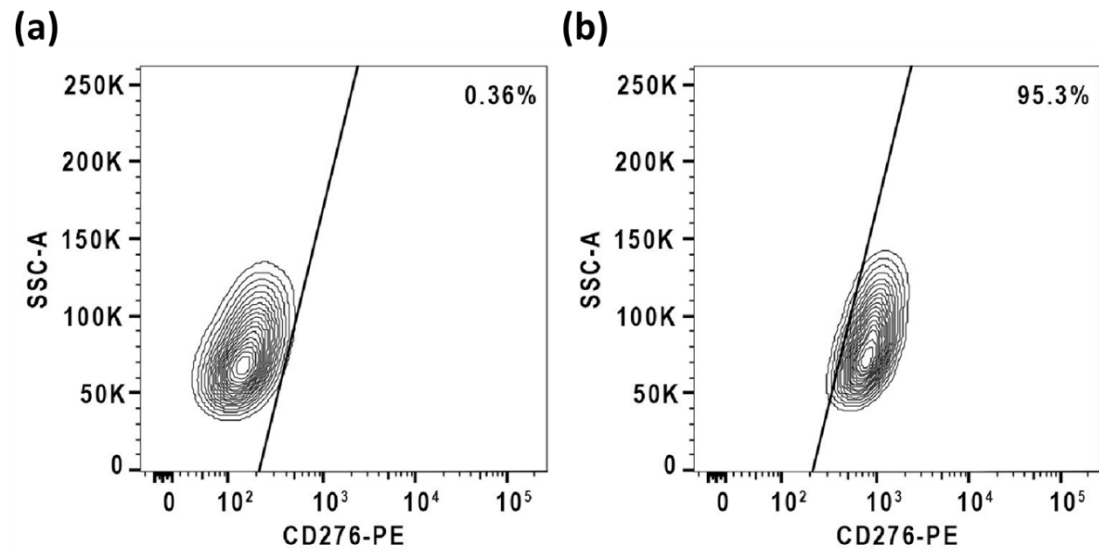 (a)
0.36%
250K
200K
150K
100K
50K
0
SSC-A
0 10² 10³ 10⁴ 10⁵
CD276-PE
(b)
95.3%
250K
200K
150K
100K
50K
0
SSC-A
0 10² 10³ 10⁴ 10⁵
CD276-PE